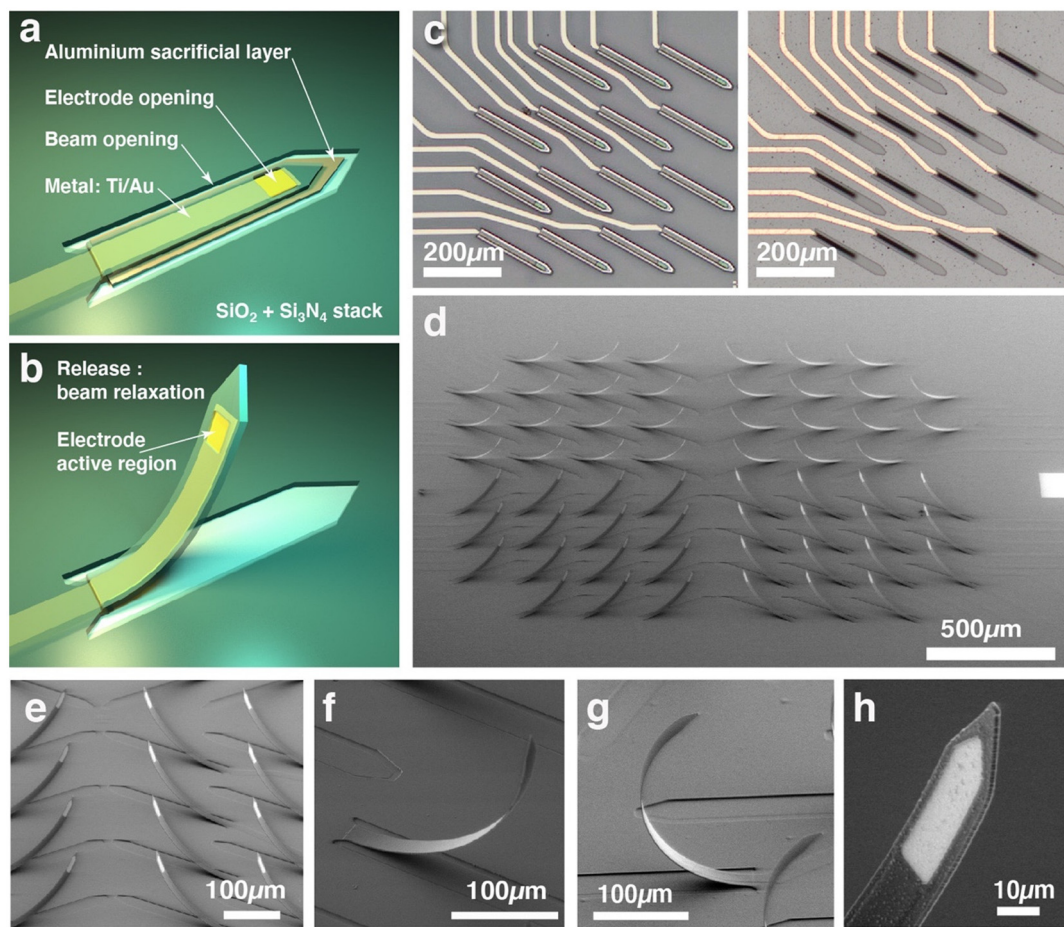 a
Aluminium sacrificial layer
Electrode opening
Beam opening
Metal: Ti/Au
SiO₂ + Si₃N₄ stack
b
Release :
beam relaxation
Electrode
active region
c
200µm
200µm
d
500µm
e
100µm
f
100µm
g
100µm
h
10µm